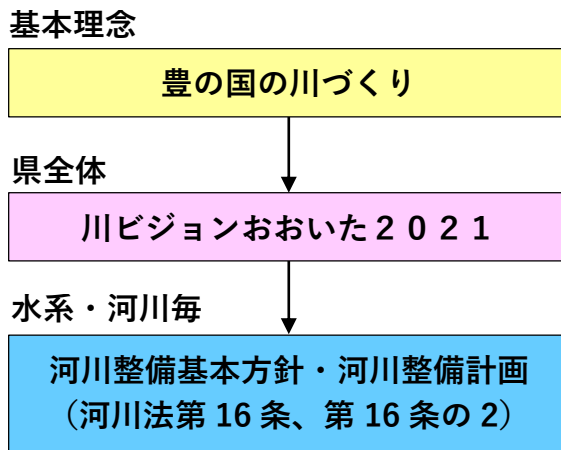 基本理念
豊の国の川づくり
県全体
川ビジョンおおいた２０２１
水系・河川毎
河川整備基本方針・河川整備計画
（河川法第 16 条、第 16 条の 2）